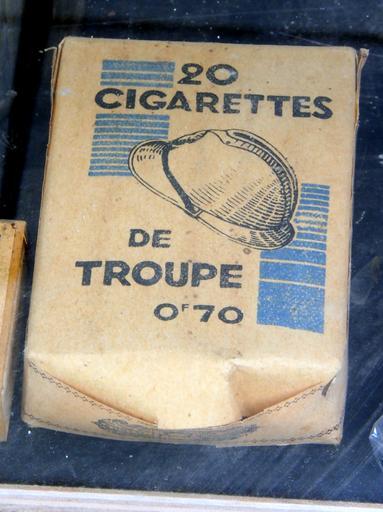 20
CIGARETTES
DE
TROUPE
0F70